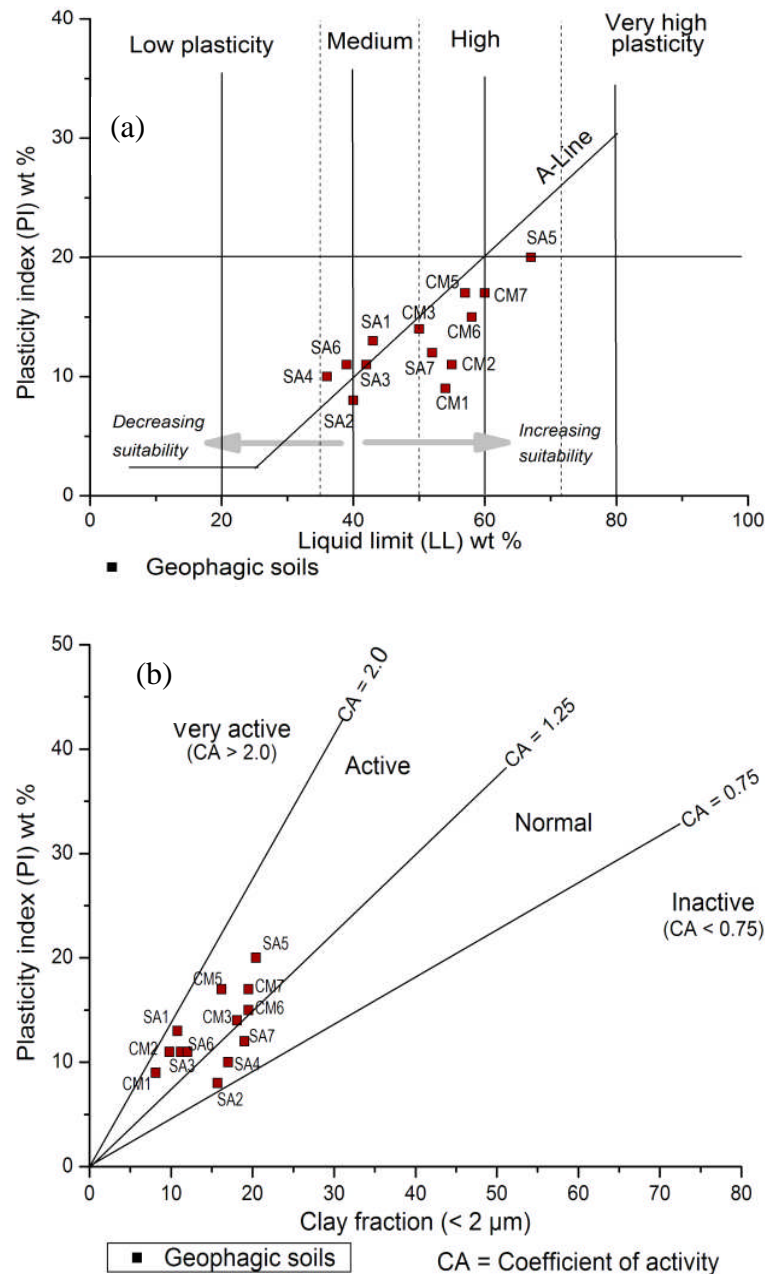 40
30
20
10
0
Plasticity index (PI) wt %
Low plasticity
Medium
High
Very high
plasticity
(a)
A-Line
SA5
CM5
CM7
CM3
CM6
SA1
SA6
SA7
CM2
SA4
SA3
CM1
SA2
Decreasing
suitability
Increasing
suitability
0
20
40
60
80
100
Liquid limit (LL) wt %
Geophagic soils
50
40
30
20
10
0
Plasticity index (PI) wt %
(b)
CA = 2.0
very active
(CA > 2.0)
Active
CA = 1.25
Normal
CA = 0.75
Inactive
(CA < 0.75)
SA5
CM5
CM7
SA1
CM3
CM6
CM2
SA6
SA7
SA3
SA4
CM1
SA2
0
10
20
30
40
50
60
70
80
Clay fraction (< 2 µm)
Geophagic soils
CA = Coefficient of activity